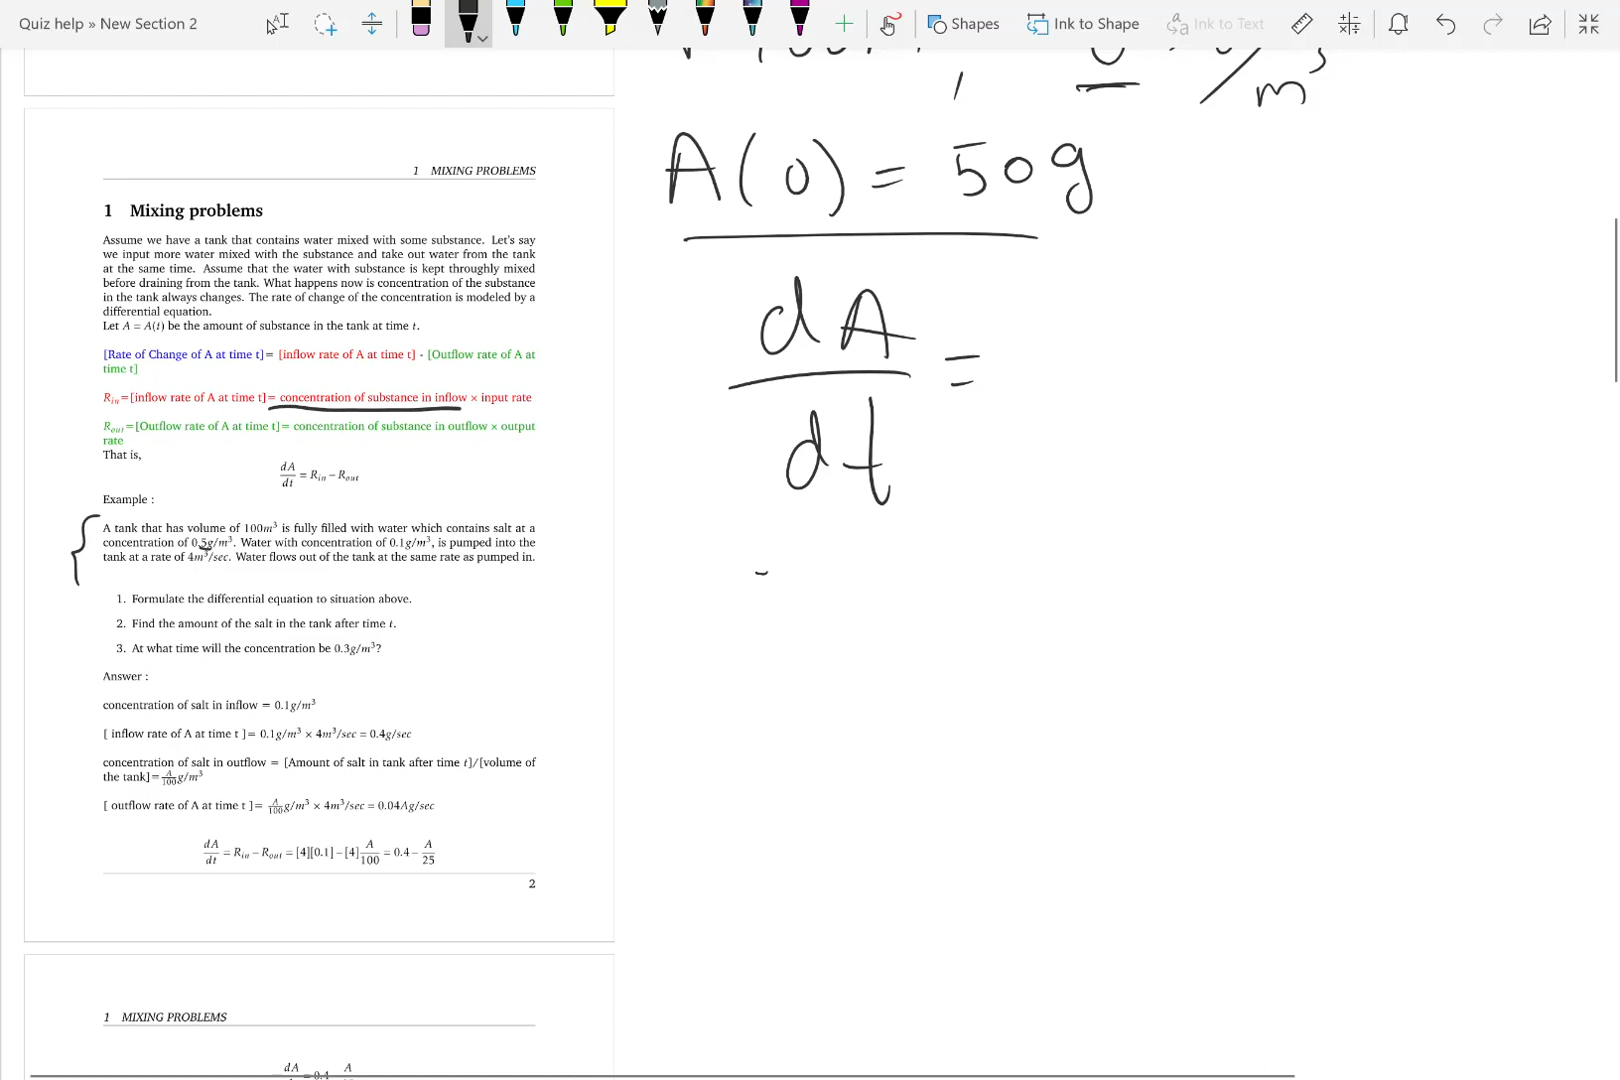 Quiz help » New Section 2
Shapes
Ink to Shape
Ink to Text
m³
A(0) = 50g
dA/dt =
1 MIXING PROBLEMS
1 Mixing problems
Assume we have a tank that contains water mixed with some substance. Let's say
we input more water mixed with the substance and take out water from the tank
at the same time. Assume that the water with substance is kept throughly mixed
before draining from the tank. What happens now is concentration of the substance
in the tank always changes. The rate of change of the concentration is modeled by a
differential equation.
Let A = A(t) be the amount of substance in the tank at time t.
[Rate of Change of A at time t]= [inflow rate of A at time t] - [Outflow rate of A at
time t]
R_in=[inflow rate of A at time t]= concentration of substance in inflow × input rate
R_out=[Outflow rate of A at time t]= concentration of substance in outflow × output
rate
That is,
dA/dt = R_in − R_out
Example :
A tank that has volume of 100m³ is fully filled with water which contains salt at a
concentration of 0.5g/m³. Water with concentration of 0.1g/m³, is pumped into the
tank at a rate of 4m³/sec. Water flows out of the tank at the same rate as pumped in.
1. Formulate the differential equation to situation above.
2. Find the amount of the salt in the tank after time t.
3. At what time will the concentration be 0.3g/m³?
Answer :
concentration of salt in inflow = 0.1g/m³
[ inflow rate of A at time t ]= 0.1g/m³ × 4m³/sec = 0.4g/sec
concentration of salt in outflow = [Amount of salt in tank after time t]/[volume of
the tank]= A/100 g/m³
[ outflow rate of A at time t ]= A/100 g/m³ × 4m³/sec = 0.04Ag/sec
dA/dt = R_in − R_out = [4][0.1] − [4] A/100 = 0.4 − A/25
2
1 MIXING PROBLEMS